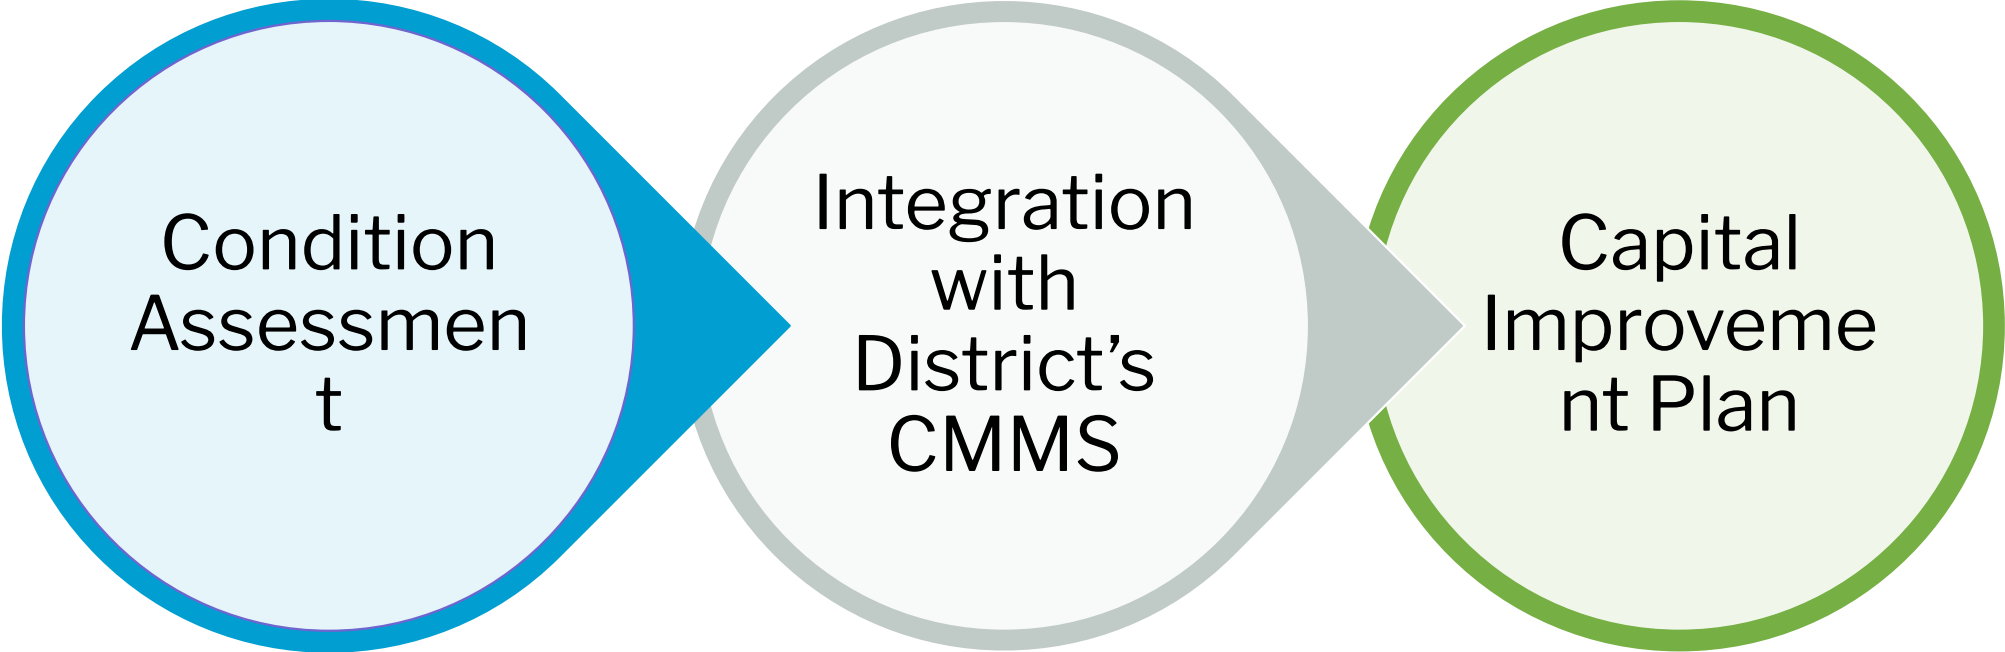 Condition
Assessmen
t
Integration
with
District’s
CMMS
Capital
Improveme
nt Plan